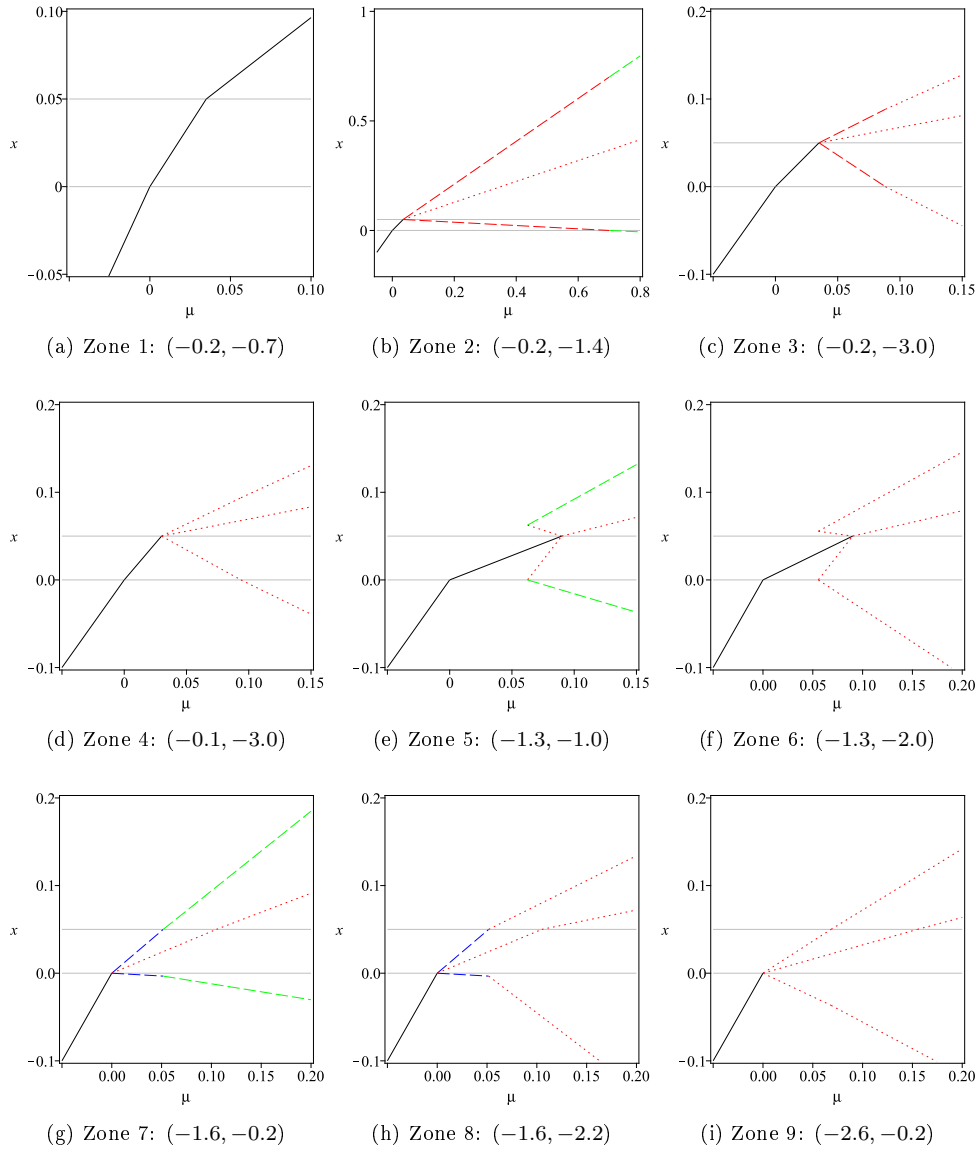 0.10
0.05
x
0
−0.05
0
0.05
0.10
μ
(a) Zone 1: (−0.2, −0.7)
1
0.5
x
0
0
0.2
0.4
0.6
0.8
μ
(b) Zone 2: (−0.2, −1.4)
0.2
0.1
x
0.0
−0.1
0
0.05
0.10
0.15
μ
(c) Zone 3: (−0.2, −3.0)
0.2
0.1
x
0.0
−0.1
0
0.05
0.10
0.15
μ
(d) Zone 4: (−0.1, −3.0)
0.2
0.1
x
0.0
−0.1
0
0.05
0.10
0.15
μ
(e) Zone 5: (−1.3, −1.0)
0.2
0.1
x
0.0
−0.1
0.00
0.05
0.10
0.15
0.20
μ
(f) Zone 6: (−1.3, −2.0)
0.2
0.1
x
0.0
−0.1
0.00
0.05
0.10
0.15
0.20
μ
(g) Zone 7: (−1.6, −0.2)
0.2
0.1
x
0.0
−0.1
0.00
0.05
0.10
0.15
0.20
μ
(h) Zone 8: (−1.6, −2.2)
0.2
0.1
x
0.0
−0.1
0.00
0.05
0.10
0.15
0.20
μ
(i) Zone 9: (−2.6, −0.2)